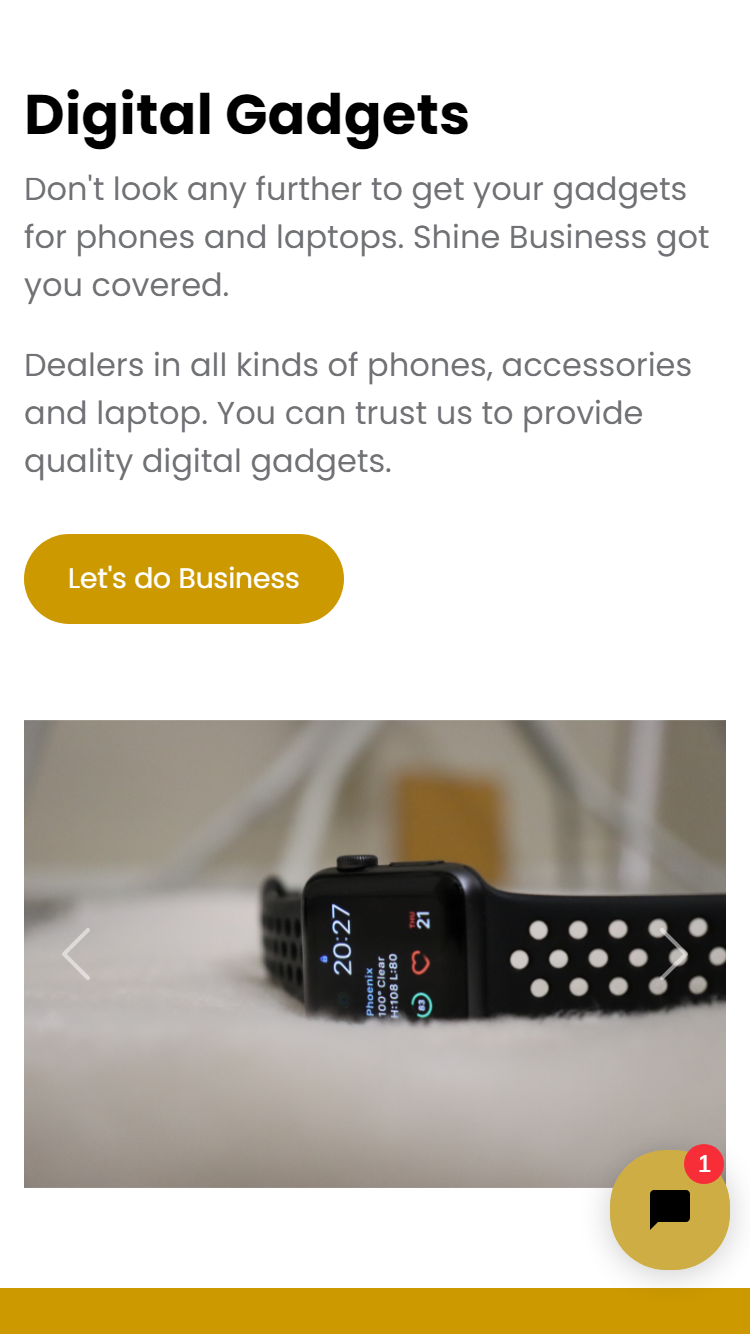 Digital Gadgets
Don't look any further to get your gadgets
for phones and laptops. Shine Business got
you covered.
Dealers in all kinds of phones, accessories
and laptop. You can trust us to provide
quality digital gadgets.
Let's do Business
20:27
THU
21
Phoenix
100° Clear
H:108 L:80
83
1